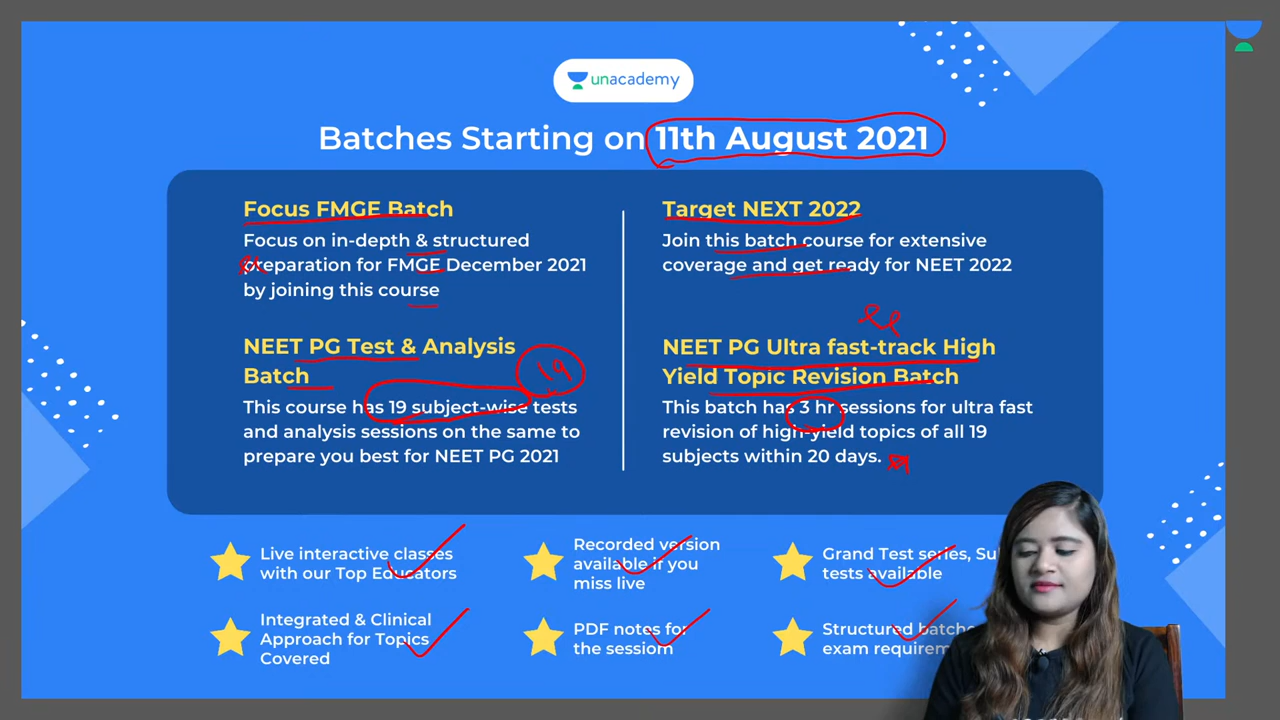 unacademy
Batches Starting on 11th August 2021
Focus FMGE Batch
Focus on in-depth & structured
preparation for FMGE December 2021
by joining this course
Target NEXT 2022
Join this batch course for extensive
coverage and get ready for NEET 2022
NEET PG Test & Analysis
Batch
19
This course has 19 subject-wise tests
and analysis sessions on the same to
prepare you best for NEET PG 2021
NEET PG Ultra fast-track High
Yield Topic Revision Batch
This batch has 3 hr sessions for ultra fast
revision of high-yield topics of all 19
subjects within 20 days.
Live interactive classes
with our Top Educators
Recorded version
available if you
miss live
Grand Test series,
tests available
Integrated & Clinical
Approach for Topics
Covered
PDF notes for
the sessiom
Structured
exam